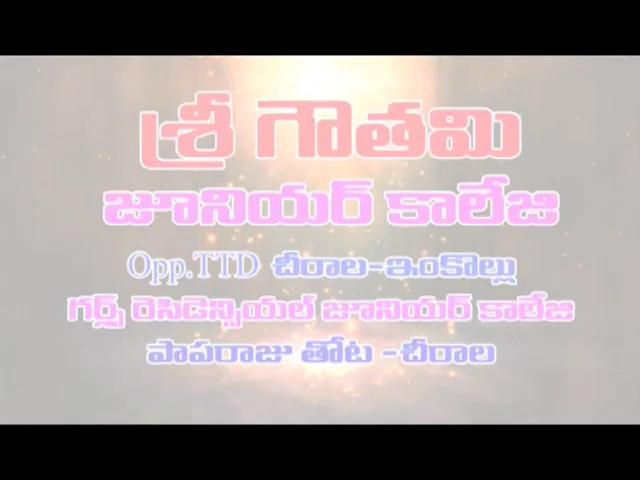 శ్రీ గౌతమి
జూనియర్ కాలేజి
Opp.TTD చీరాల-ఇంకొల్లు
గర్ల్స్ రెసిడెన్షియల్ జూనియర్ కాలేజి
పాపరాజు తోట -చీరాల